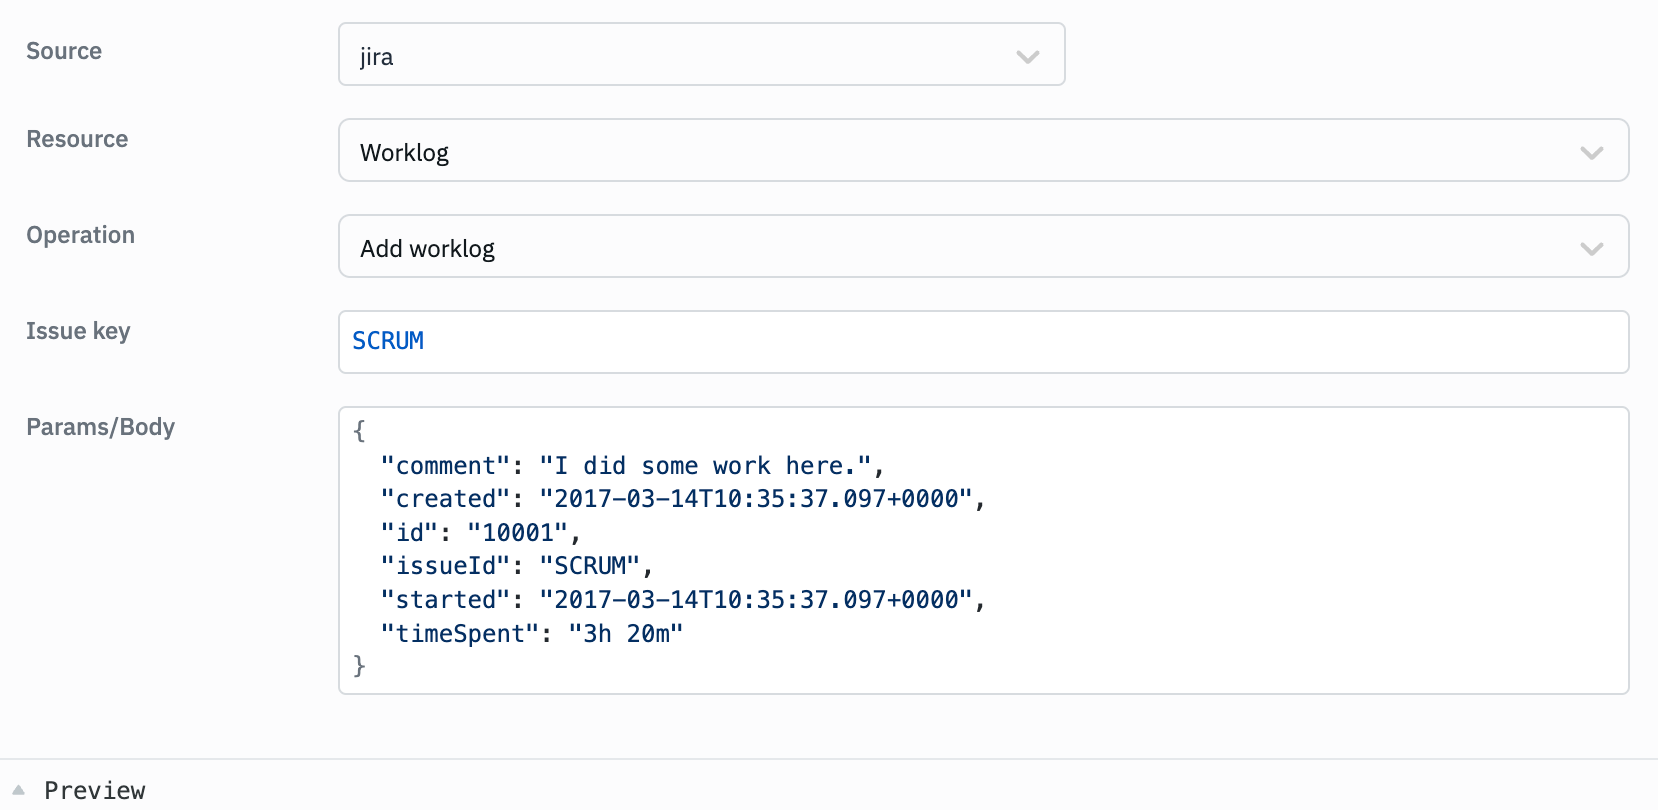 Source
jira
Resource
Worklog
Operation
Add worklog
Issue key
SCRUM
Params/Body
{
  "comment": "I did some work here.",
  "created": "2017-03-14T10:35:37.097+0000",
  "id": "10001",
  "issueId": "SCRUM",
  "started": "2017-03-14T10:35:37.097+0000",
  "timeSpent": "3h 20m"
}
Preview